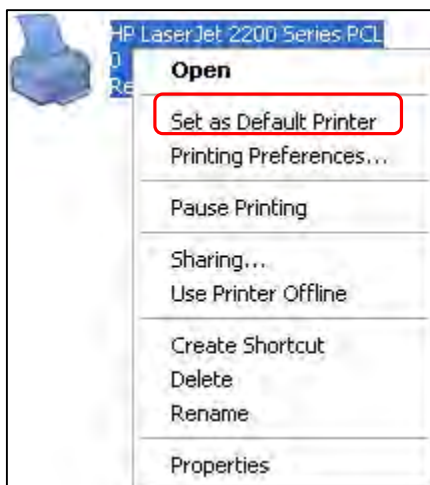 HP LaserJet 2200 Series PCL
0
Re
Open
Set as Default Printer
Printing Preferences...
Pause Printing
Sharing...
Use Printer Offline
Create Shortcut
Delete
Rename
Properties